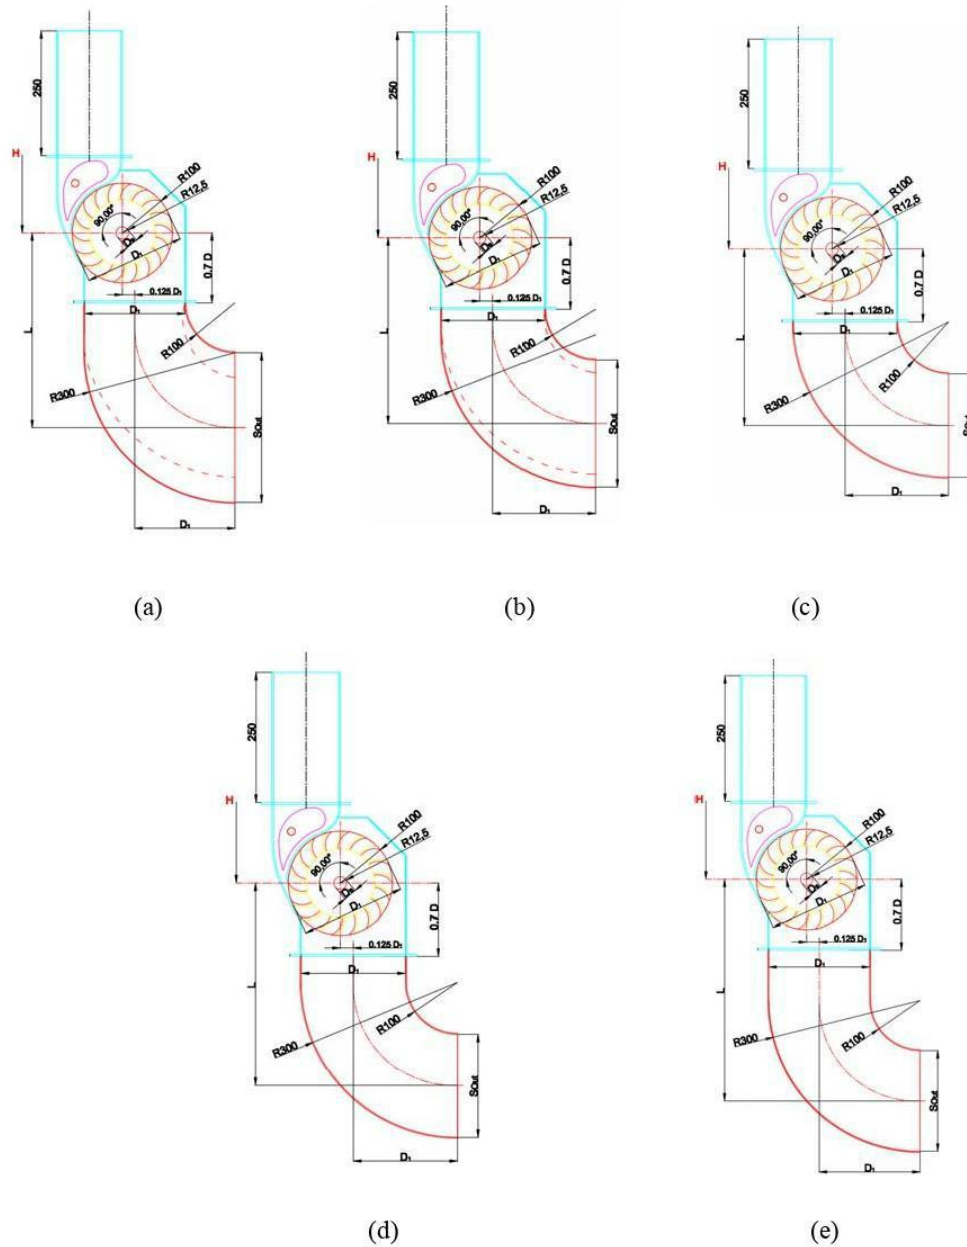 250
H
R100
R12,5
90,00°
D₂
D₁
0.7 D
0.125 D₁
D₁
L
R100
R300
Sout
D₁
(a)
250
H
R100
R12,5
90,00°
D₂
D₁
0.7 D
0.125 D₁
D₁
L
R100
R300
Sout
D₁
(b)
250
H
R100
R12,5
90,00°
D₂
D₁
0.7 D
0.125 D₁
D₁
L
R100
R300
D₁
(c)
250
H
R100
R12,5
90,00°
D₂
D₁
0.7 D
0.125 D₁
D₁
L
R100
R300
Sout
D₁
(d)
250
H
R100
R12,5
90,00°
D₂
D₁
0.7 D
0.125 D₁
D₁
L
R100
R300
Sout
D₁
(e)